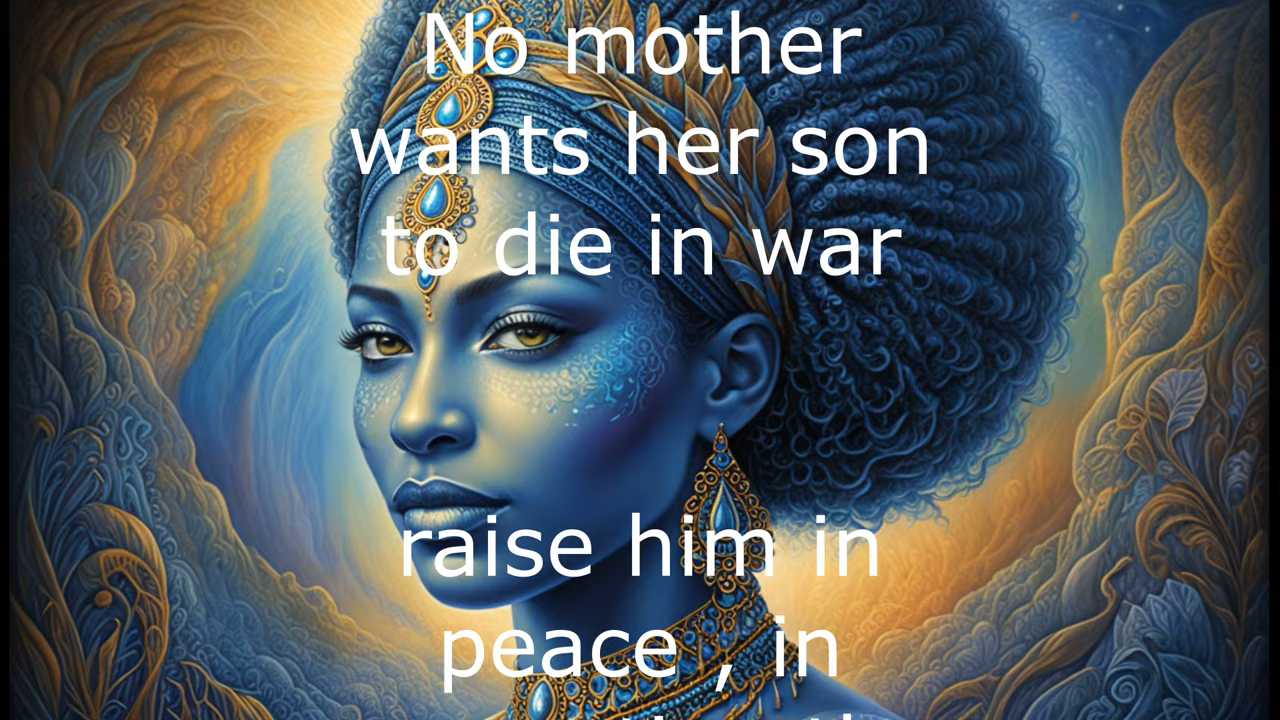 No mother
wants her son
to die in war
raise him in
peace , in